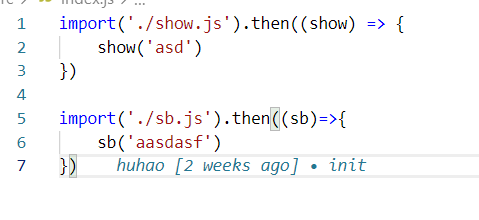 index.js > ...
1 import('./show.js').then((show) => {
2 show('asd')
3 })
4
5 import('./sb.js').then((sb)=>{
6 sb('aasdasf')
7 }) huhao [2 weeks ago] • init